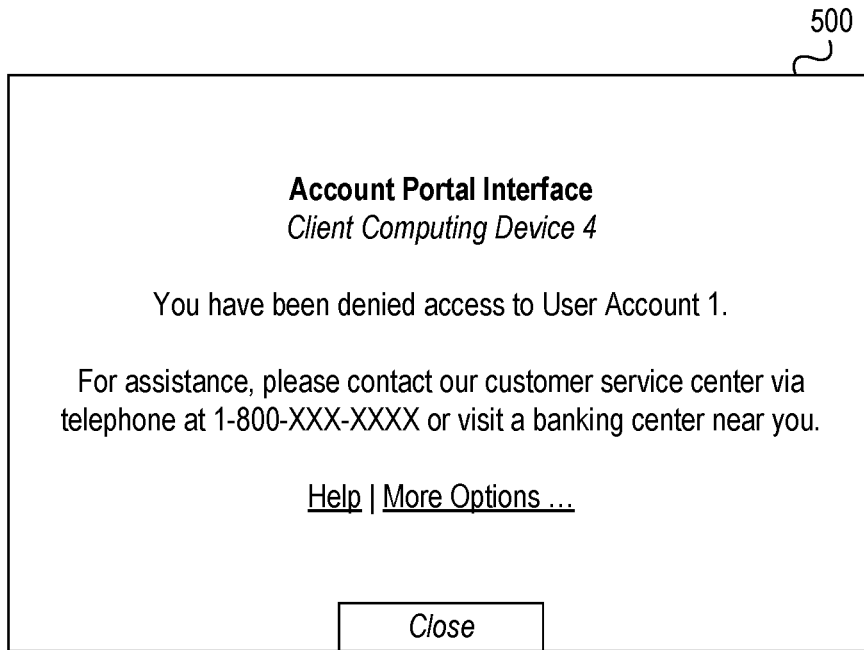 500
Account Portal Interface
Client Computing Device 4
You have been denied access to User Account 1.
For assistance, please contact our customer service center via
telephone at 1-800-XXX-XXXX or visit a banking center near you.
Help | More Options ...
Close